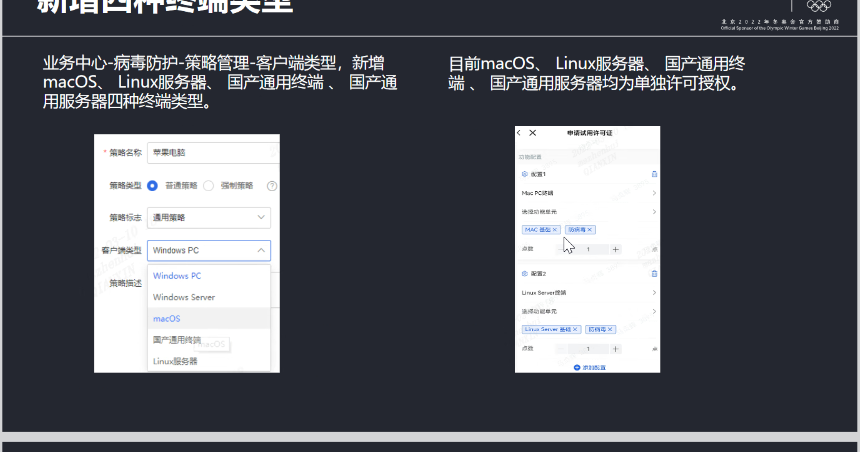 新增四种终端类型
北京2022年冬奥会官方赞助商
Official Sponsor of the Olympic Winter Games Beijing 2022
业务中心-病毒防护-策略管理-客户端类型，新增
macOS、 Linux服务器、 国产通用终端 、 国产通
用服务器四种终端类型。
目前macOS、 Linux服务器、 国产通用终
端 、 国产通用服务器均为单独许可授权。
* 策略名称 苹果电脑
策略类型 普通策略 强制策略 ?
策略标志 通用策略
客户端类型 Windows PC
策略描述
Windows PC
Windows Server
macOS
国产通用终端
macOS
Linux服务器
申请试用许可证
功能配置
配置1
Mac PC终端
选择功能单元
MAC 基础 × 防病毒 ×
点数 1 +
配置2
Linux Server终端
选择功能单元
Linux Server 基础 × 防病毒 ×
点数 1 +
添加配置